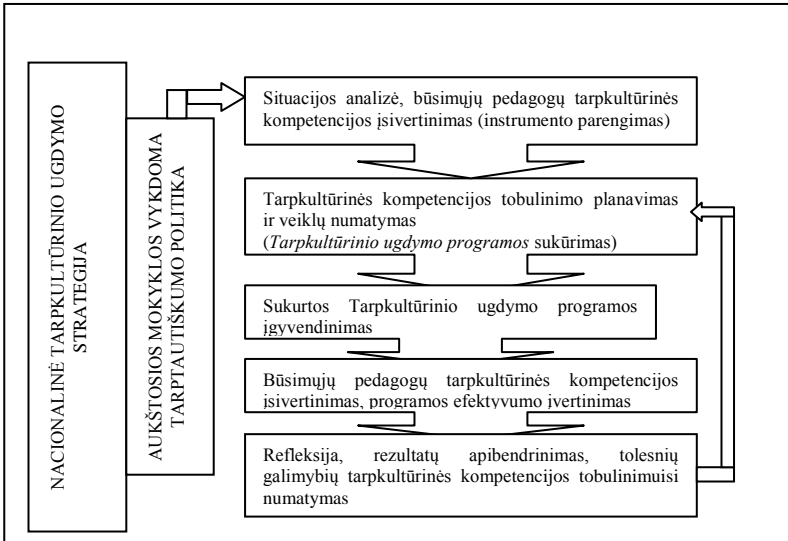 NACIONALINĖ TARPKULTŪRINIO UGDYMO
STRATEGIJA
AUKŠTOSIOS MOKYKLOS VYKDOMA
TARPTAUTIŠKUMO POLITIKA
Situacijos analizė, būsimųjų pedagogų tarpkultūrinės
kompetencijos įsivertinimas (instrumento parengimas)
Tarpkultūrinės kompetencijos tobulinimo planavimas
ir veiklų numatymas
(Tarpkultūrinio ugdymo programos sukūrimas)
Sukurtos Tarpkultūrinio ugdymo programos
įgyvendinimas
Būsimųjų pedagogų tarpkultūrinės kompetencijos
įsivertinimas, programos efektyvumo įvertinimas
Refleksija, rezultatų apibendrinimas, tolesnių
galimybių tarpkultūrinės kompetencijos tobulinimuisi
numatymas